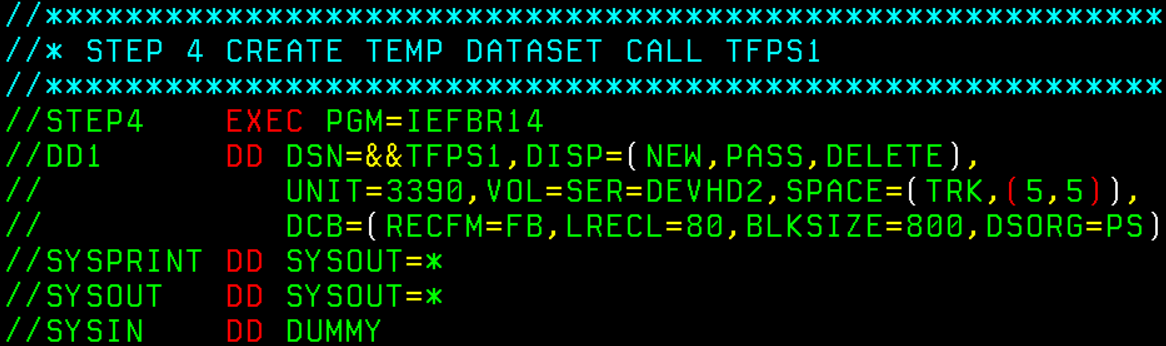 //********************************************************
//* STEP 4 CREATE TEMP DATASET CALL TFPS1
//********************************************************
//STEP4    EXEC PGM=IEFBR14
//DD1      DD DSN=&&TFPS1,DISP=(NEW,PASS,DELETE),
//            UNIT=3390,VOL=SER=DEVHD2,SPACE=(TRK,(5,5)),
//            DCB=(RECFM=FB,LRECL=80,BLKSIZE=800,DSORG=PS)
//SYSPRINT DD SYSOUT=*
//SYSOUT   DD SYSOUT=*
//SYSIN    DD DUMMY